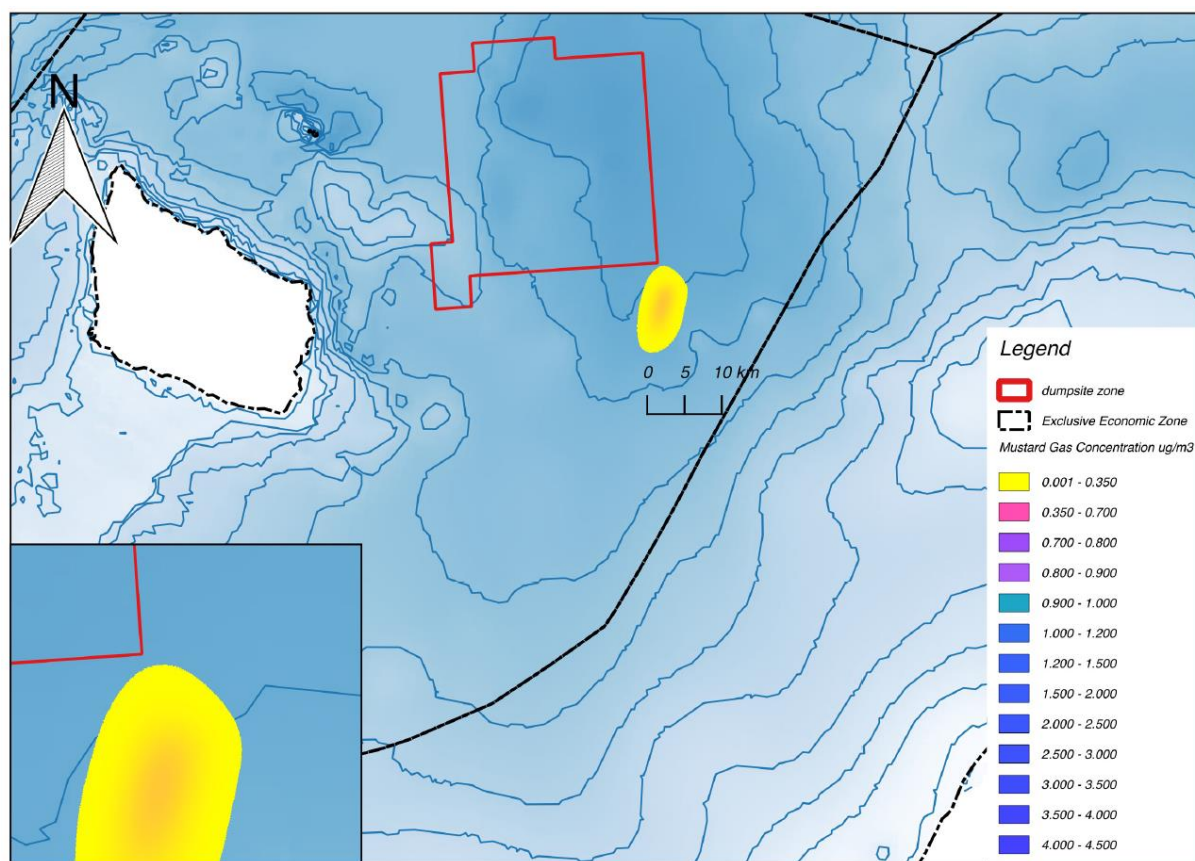 N
0 5 10 km
Legend
dumpsite zone
Exclusive Economic Zone
Mustard Gas Concentration ug/m3
0.001 - 0.350
0.350 - 0.700
0.700 - 0.800
0.800 - 0.900
0.900 - 1.000
1.000 - 1.200
1.200 - 1.500
1.500 - 2.000
2.000 - 2.500
2.500 - 3.000
3.000 - 3.500
3.500 - 4.000
4.000 - 4.500